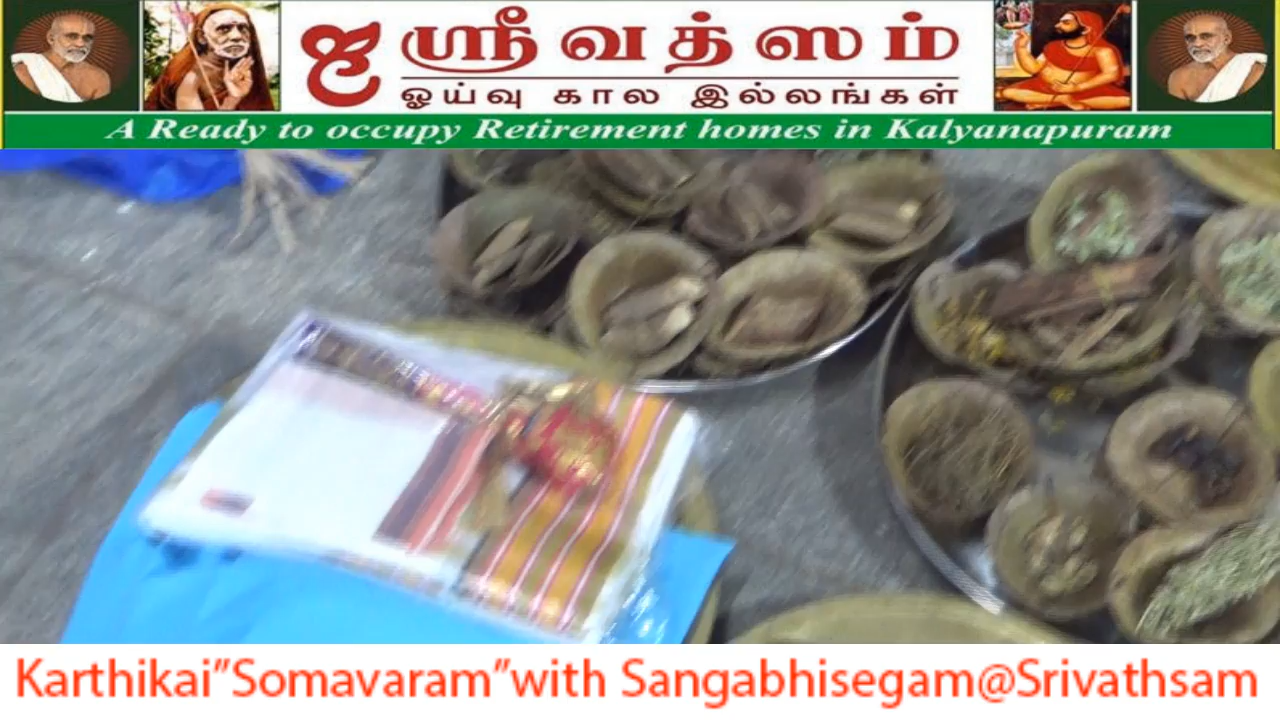 ஸ்ரீவத்ஸம்
ஓய்வு கால இல்லங்கள்
A Ready to occupy Retirement homes in Kalyanapuram
Karthikai”Somavaram”with Sangabhisegam@Srivathsam